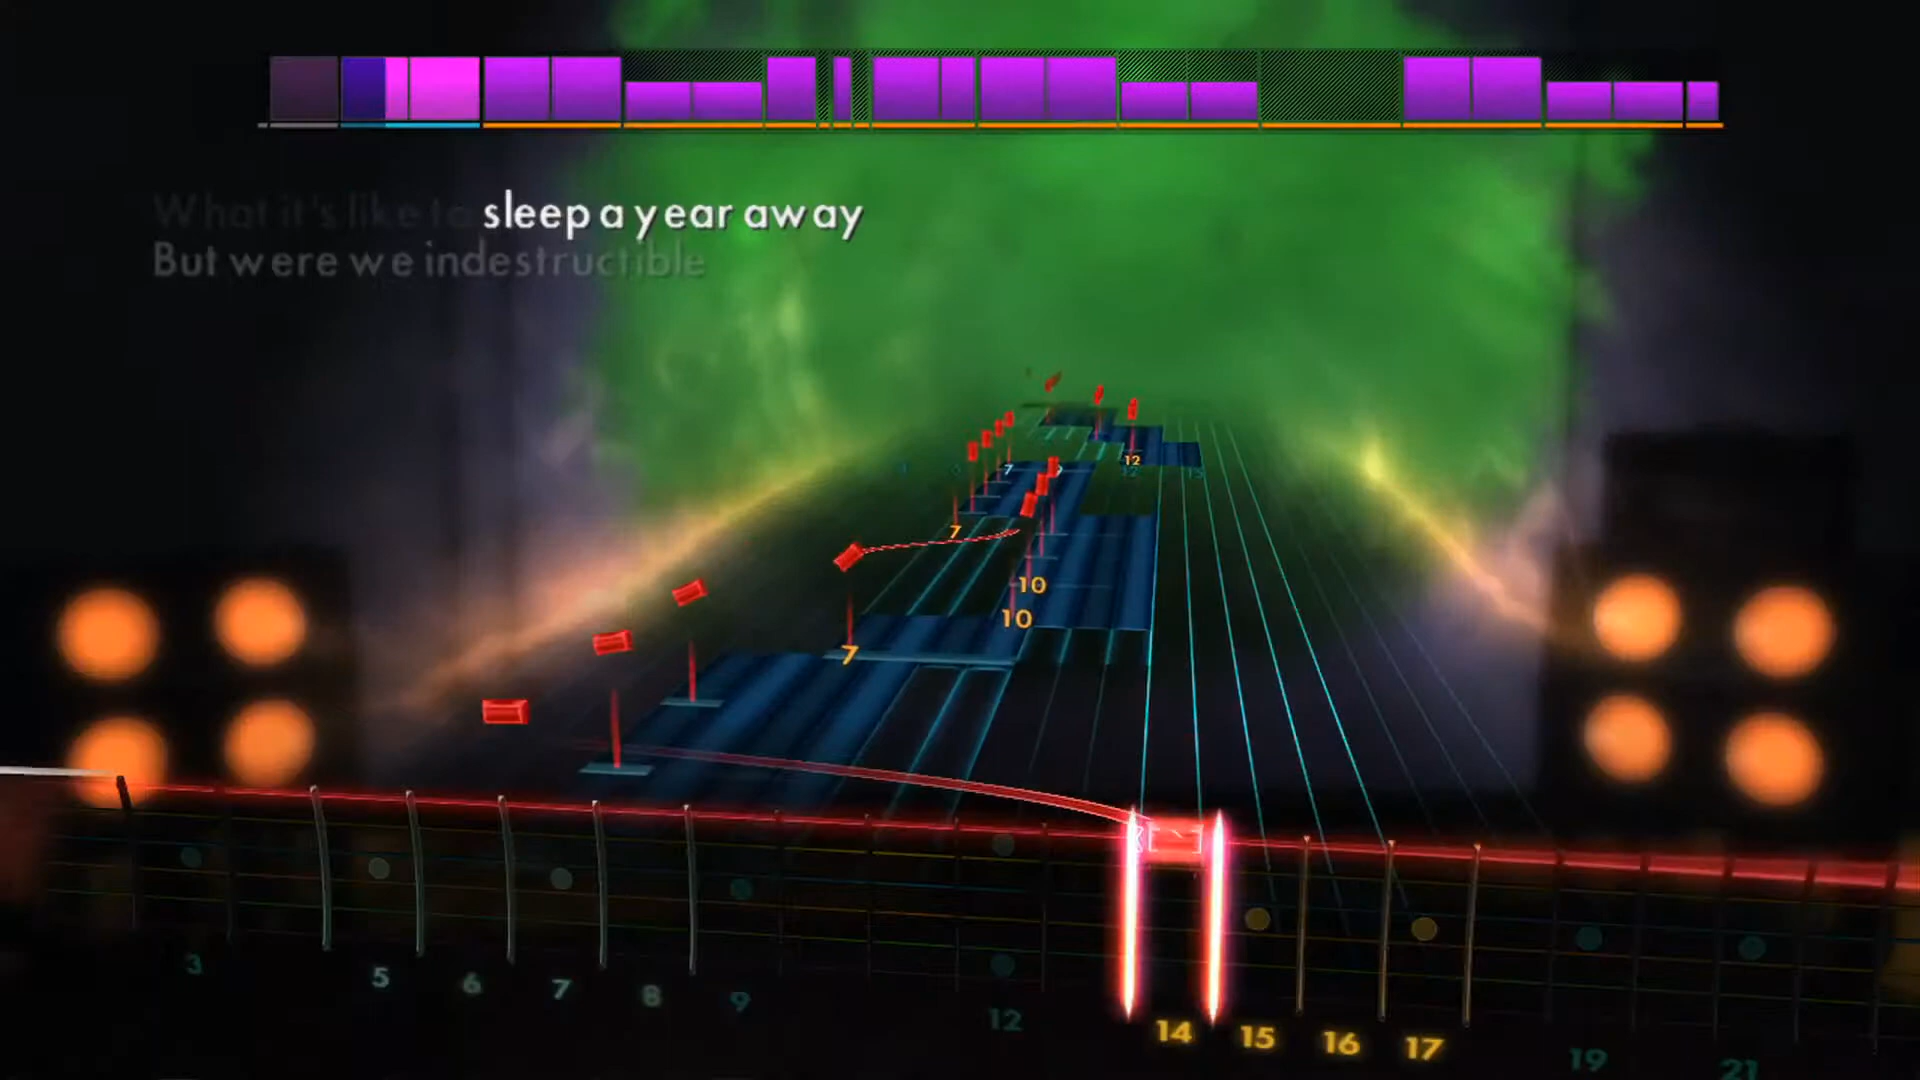 What it's like to sleep a year away
But were we indestructible
7
12
7
10
10
7
3 5 6 7 8 9 12 14 15 16 17 19 21